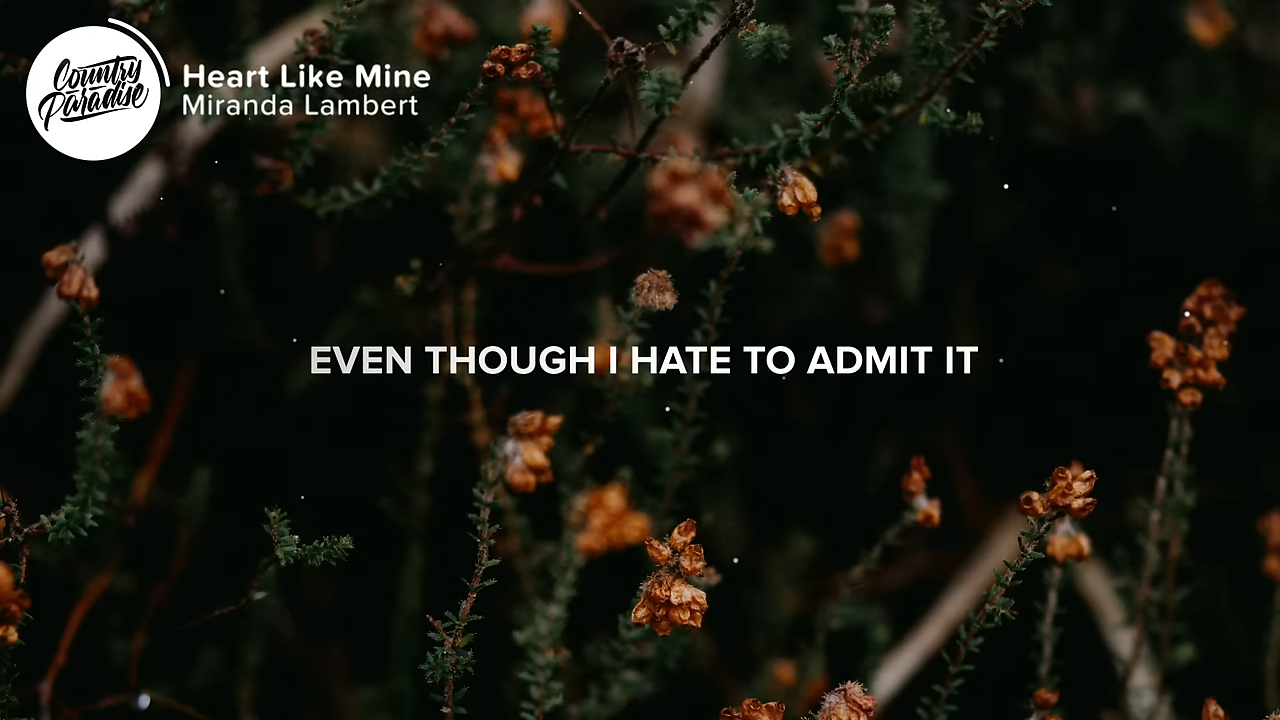 Country
Paradise
Heart Like Mine
Miranda Lambert
EVEN THOUGH I HATE TO ADMIT IT